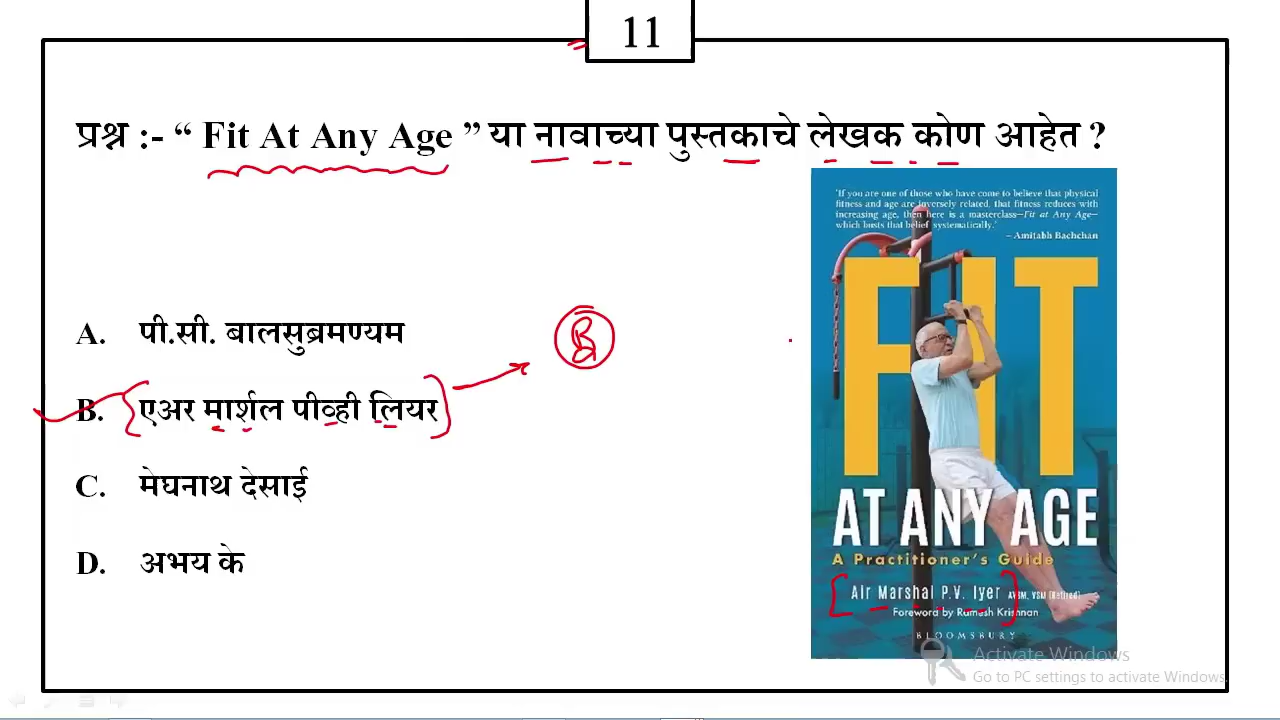 11
प्रश्न :- “ Fit At Any Age ” या नावाच्या पुस्तकाचे लेखक कोण आहेत ?
A. पी.सी. बालसुब्रमण्यम
B. एअर मार्शल पीव्ही लियर
C. मेघनाथ देसाई
D. अभय के
B
'If you are one of those who have come to believe that physical
fitness and age are inversely related, that fitness reduces with
increasing age, then here is a masterclass—Fit at Any Age—
which busts that belief systematically.'
– Amitabh Bachchan
FIT
AT ANY AGE
A Practitioner's Guide
Air Marshal P.V. Iyer AVSM, VSM (Retired)
Foreword by Ramesh Krishnan
BLOOMSBURY
Activate Windows
Go to PC settings to activate Windows.